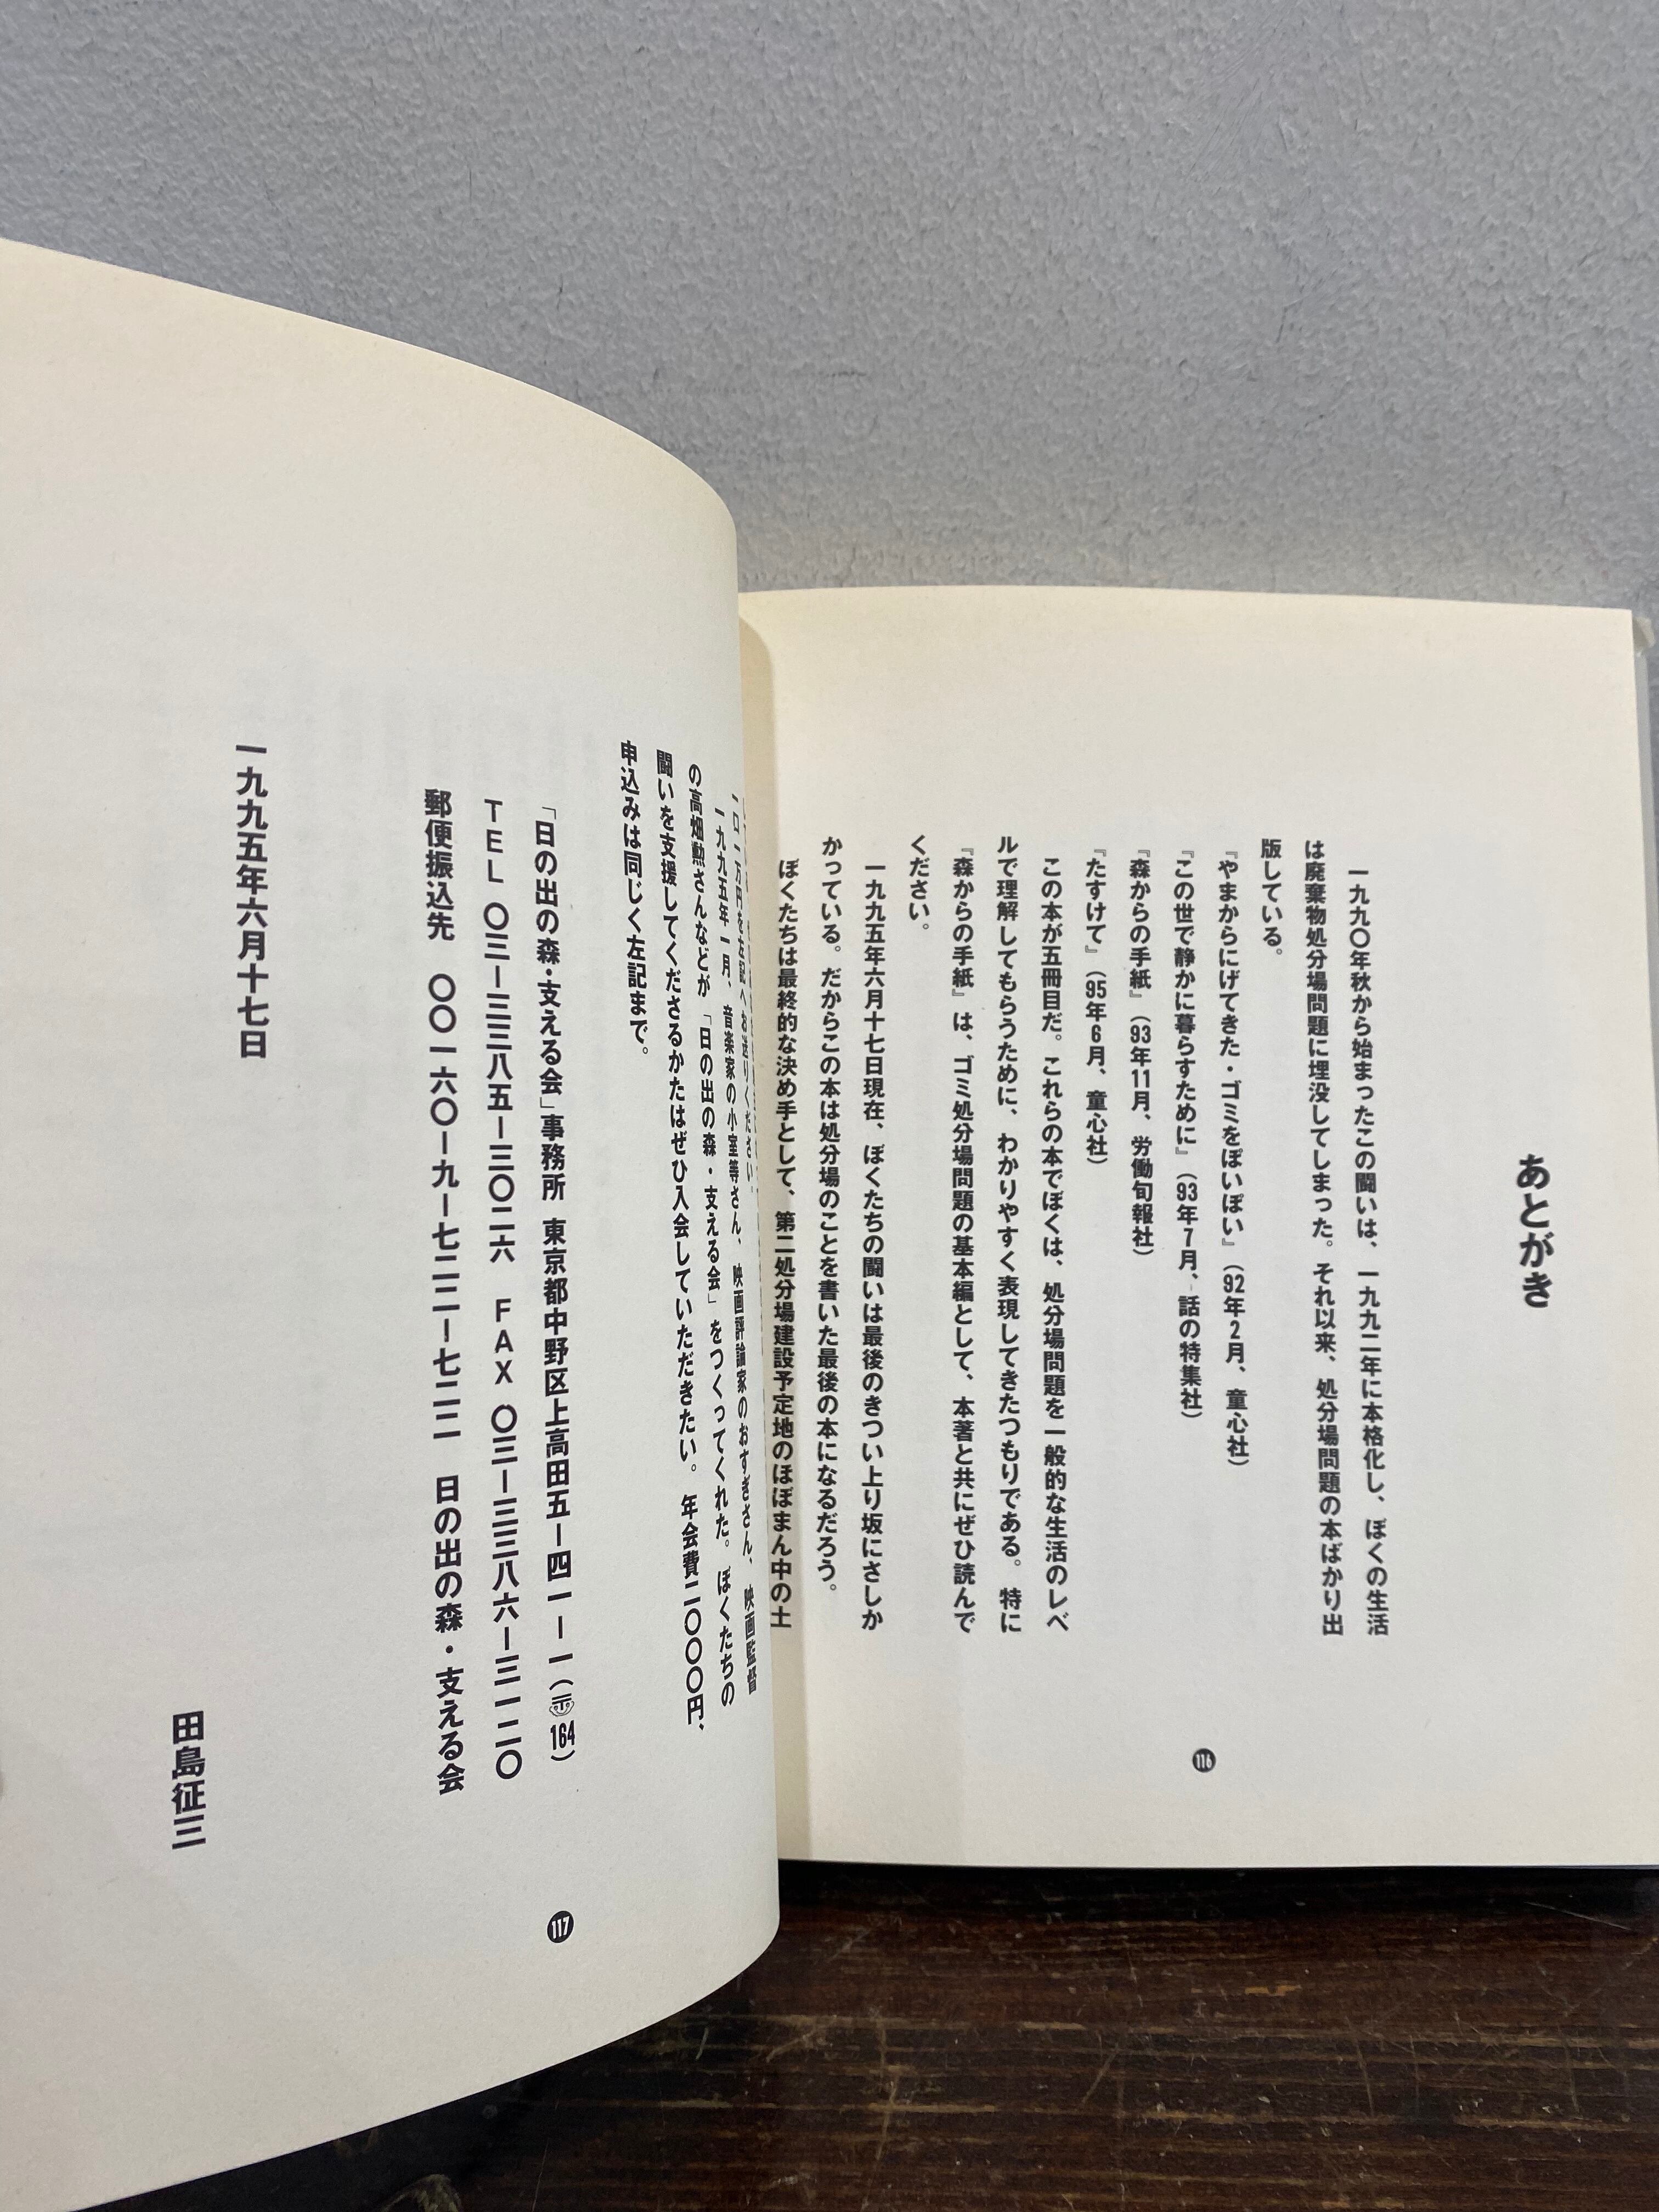 あとがき
一九九〇年秋から始まったこの闘いは、一九九二年に本格化し、ぼくの生活
は廃棄物処分場問題に埋没してしまった。それ以来、処分場問題の本ばかり出
版している。
『やまからにげてきた・ゴミをぽいぽい』（92年2月、童心社）
『この世で静かに暮らすために』（93年7月、話の特集社）
『森からの手紙』（93年11月、労働旬報社）
『たすけて』（95年6月、童心社）
この本が五冊目だ。これらの本でぼくは、処分場問題を一般的な生活のレベ
ルで理解してもらうために、わかりやすく表現してきたつもりである。特に
『森からの手紙』は、ゴミ処分場問題の基本編として、本著と共にぜひ読んで
ください。
一九九五年六月十七日現在、ぼくたちの闘いは最後のきつい上り坂にさしか
かっている。だからこの本は処分場のことを書いた最後の本になるだろう。
ぼくたちは最終的な決め手として、第二処分場建設予定地のほぼまん中の土
116
一口一万円を左記へお送りください。
一九九五年一月、音楽家の小室等さん、映画評論家のおすぎさん、映画監督
の高畑勲さんなどが「日の出の森・支える会」をつくってくれた。ぼくたちの
闘いを支援してくださるかたはぜひ入会していただきたい。年会費二〇〇〇円、
申込みは同じく左記まで。
「日の出の森・支える会」事務所 東京都中野区上高田五ー四一ー一（〠164）
TEL 〇三ー三三八五ー三〇二六 FAX 〇三ー三三八六ー三一二〇
郵便振込先 〇〇一六〇ー九ー七二二ー七二二 日の出の森・支える会
一九九五年六月十七日
田島征三
117